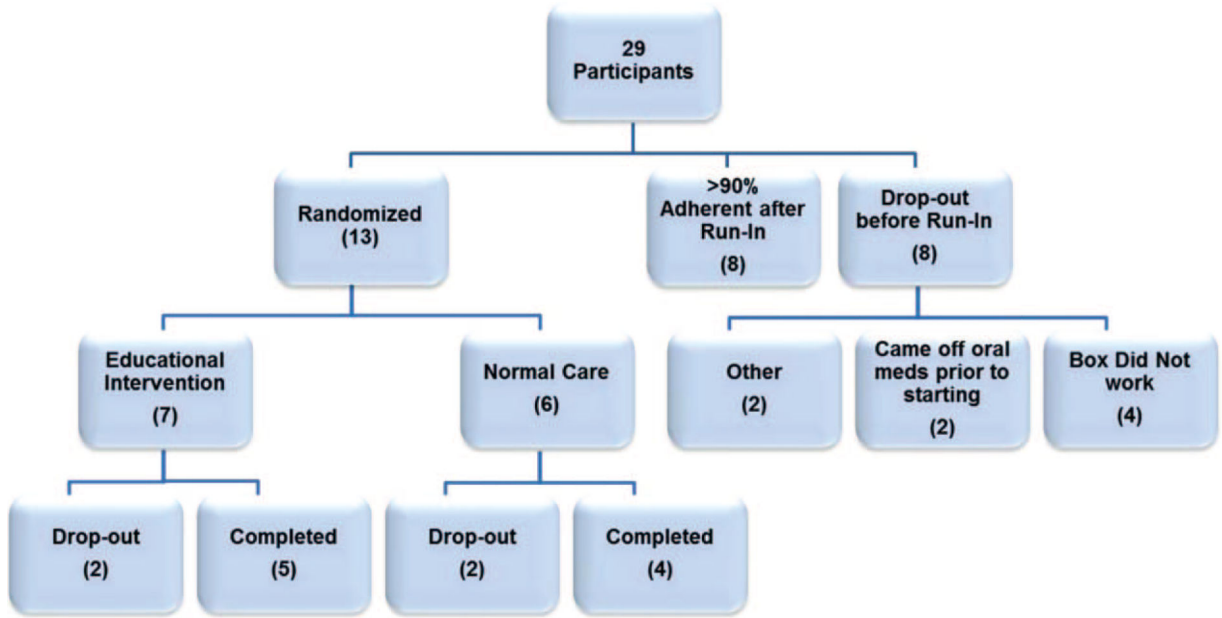 29
Participants
Randomized
(13)
>90%
Adherent after
Run-In
(8)
Drop-out
before Run-In
(8)
Educational
Intervention
(7)
Normal Care
(6)
Other
(2)
Came off oral
meds prior to
starting
(2)
Box Did Not
work
(4)
Drop-out
(2)
Completed
(5)
Drop-out
(2)
Completed
(4)